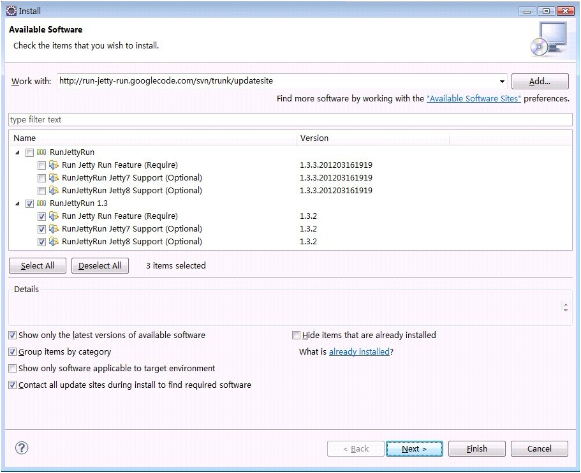 Install
Available Software
Check the items that you wish to install.
Work with: http://run-jetty-run.googlecode.com/svn/trunk/updatesite Add...
Find more software by working with the "Available Software Sites" preferences.
type filter text
Name Version
RunJettyRun
Run Jetty Run Feature (Require) 1.3.3.201203161919
RunJettyRun Jetty7 Support (Optional) 1.3.3.201203161919
RunJettyRun Jetty8 Support (Optional) 1.3.3.201203161919
RunJettyRun 1.3
Run Jetty Run Feature (Require) 1.3.2
RunJettyRun Jetty7 Support (Optional) 1.3.2
RunJettyRun Jetty8 Support (Optional) 1.3.2
Select All Deselect All 3 items selected
Details
Show only the latest versions of available software Hide items that are already installed
Group items by category What is already installed?
Show only software applicable to target environment
Contact all update sites during install to find required software
? < Back Next > Finish Cancel